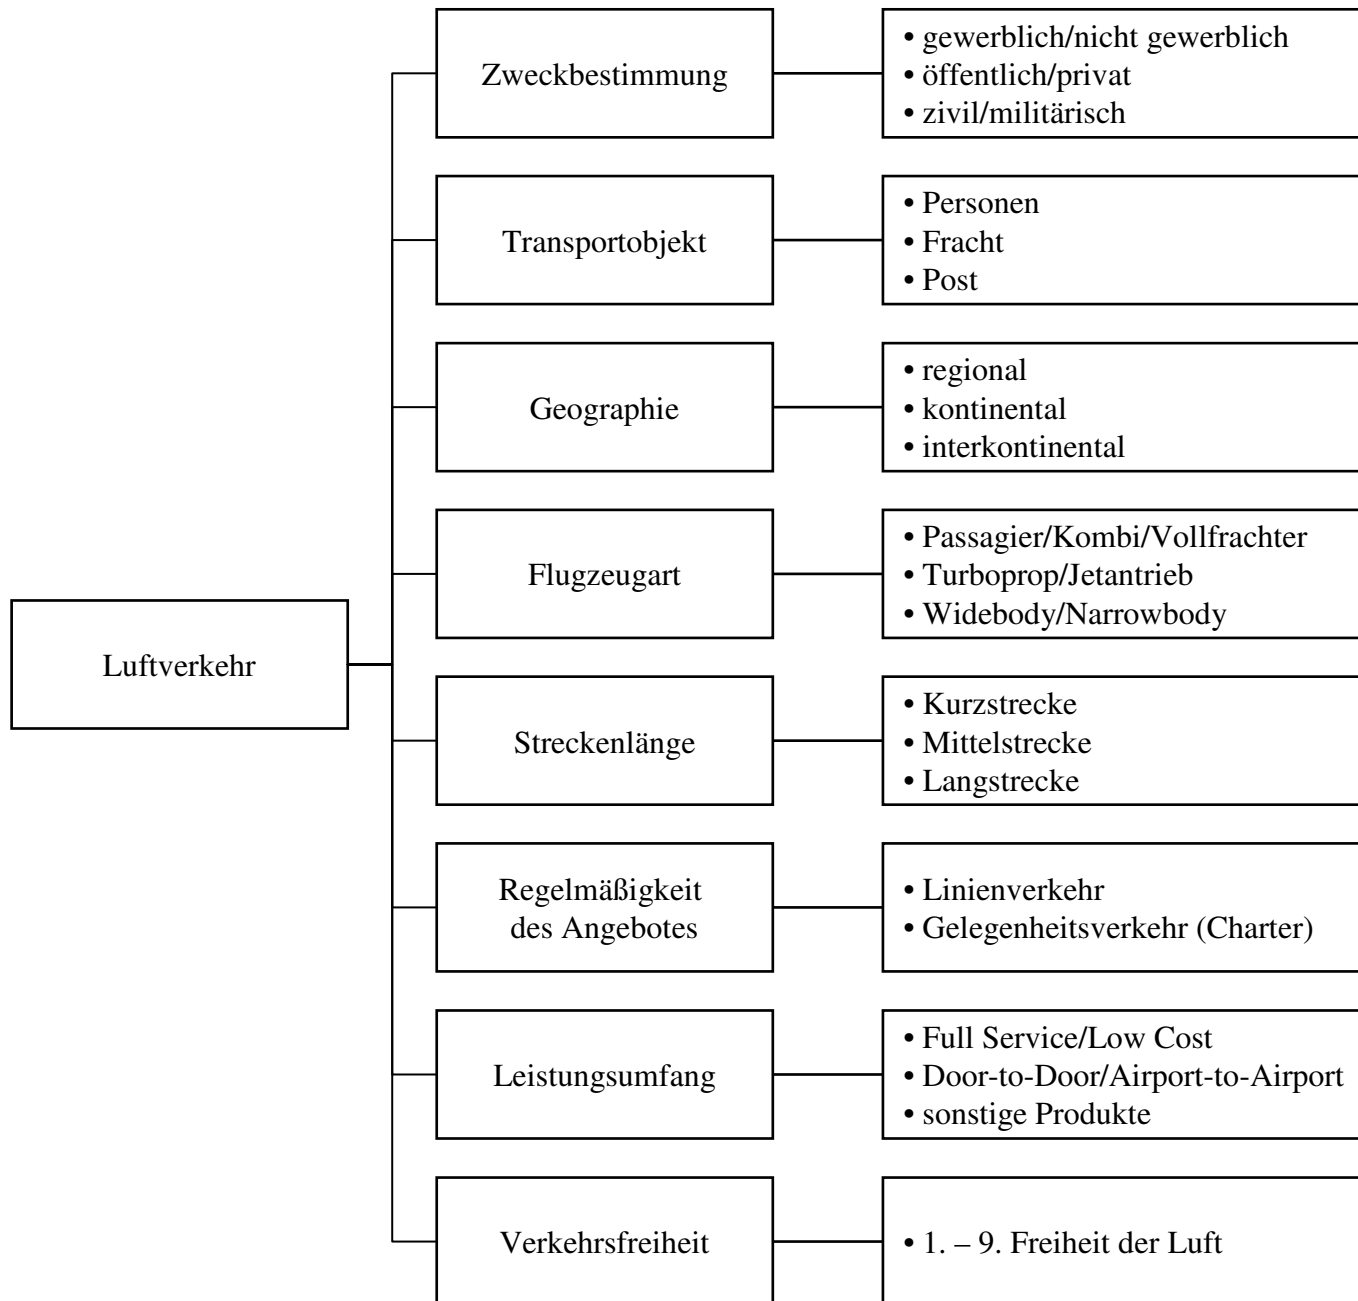 Zweckbestimmung
• gewerblich/nicht gewerblich
• öffentlich/privat
• zivil/militärisch
Transportobjekt
• Personen
• Fracht
• Post
Geographie
• regional
• kontinental
• interkontinental
Flugzeugart
• Passagier/Kombi/Vollfrachter
• Turboprop/Jetantrieb
• Widebody/Narrowbody
Luftverkehr
Streckenlänge
• Kurzstrecke
• Mittelstrecke
• Langstrecke
Regelmäßigkeit
des Angebotes
• Linienverkehr
• Gelegenheitsverkehr (Charter)
Leistungsumfang
• Full Service/Low Cost
• Door-to-Door/Airport-to-Airport
• sonstige Produkte
Verkehrsfreiheit
• 1. – 9. Freiheit der Luft